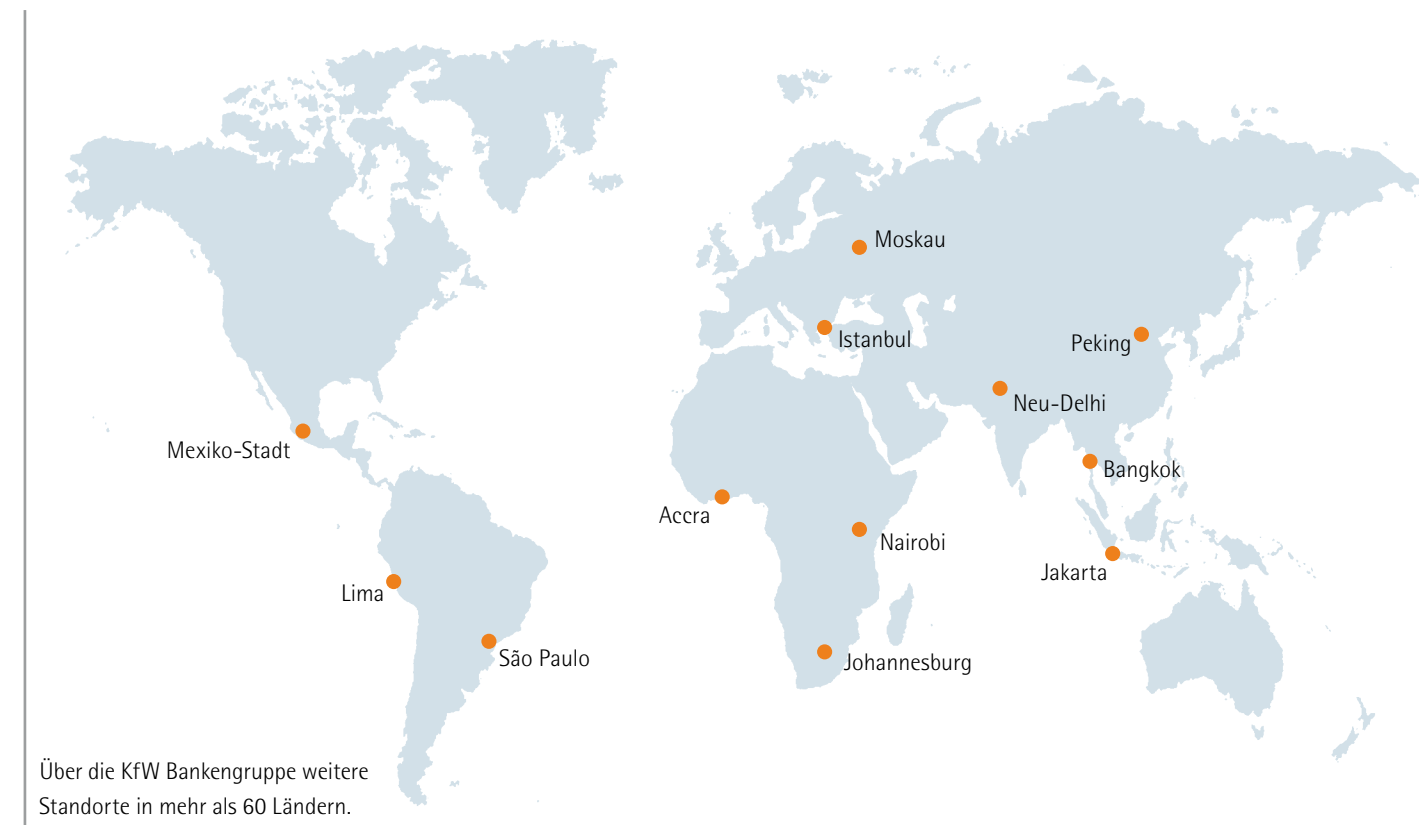 Moskau
Istanbul
Peking
Neu-Delhi
Mexiko-Stadt
Bangkok
Accra
Nairobi
Jakarta
Lima
São Paulo
Johannesburg
Über die KfW Bankengruppe weitere
Standorte in mehr als 60 Ländern.